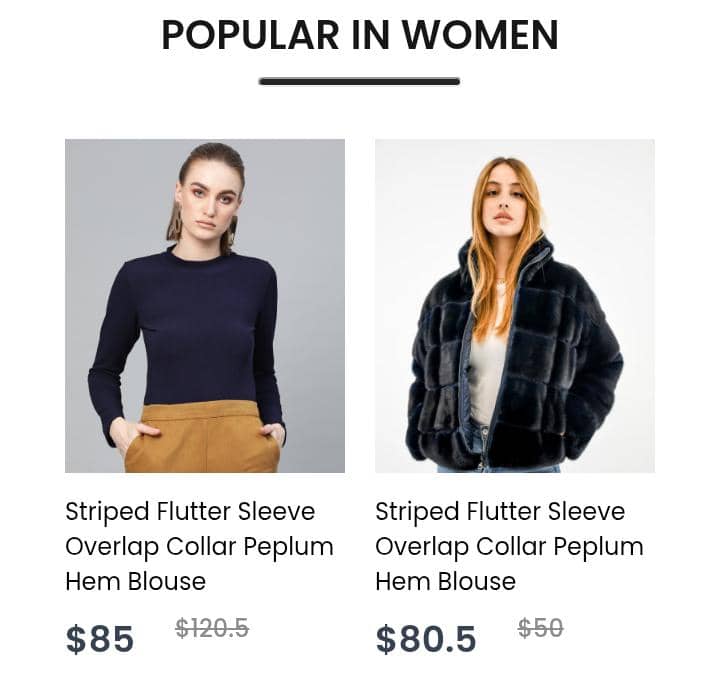 POPULAR IN WOMEN
Striped Flutter Sleeve
Overlap Collar Peplum
Hem Blouse
$85 $120.5
Striped Flutter Sleeve
Overlap Collar Peplum
Hem Blouse
$80.5 $50